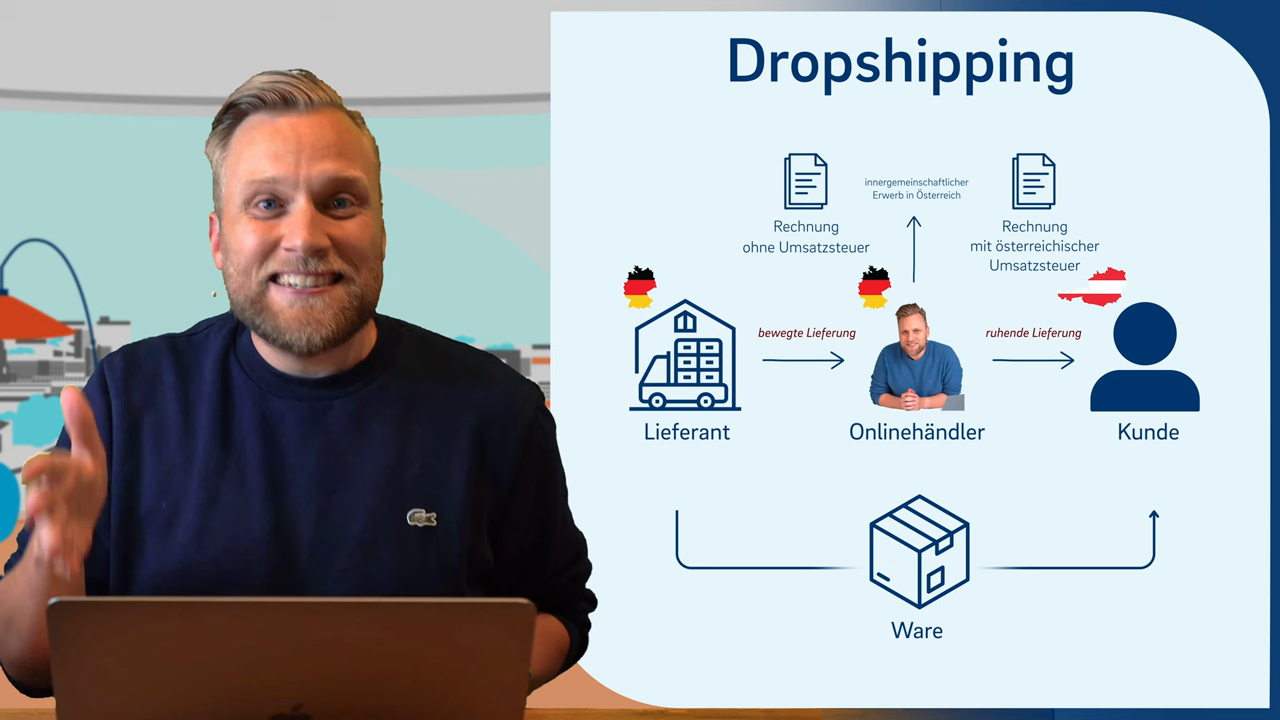 Dropshipping
Rechnung
ohne Umsatzsteuer
innergemeinschaftlicher
Erwerb in Österreich
Rechnung
mit österreichischer
Umsatzsteuer
bewegte Lieferung
ruhende Lieferung
Lieferant
Onlinehändler
Kunde
Ware